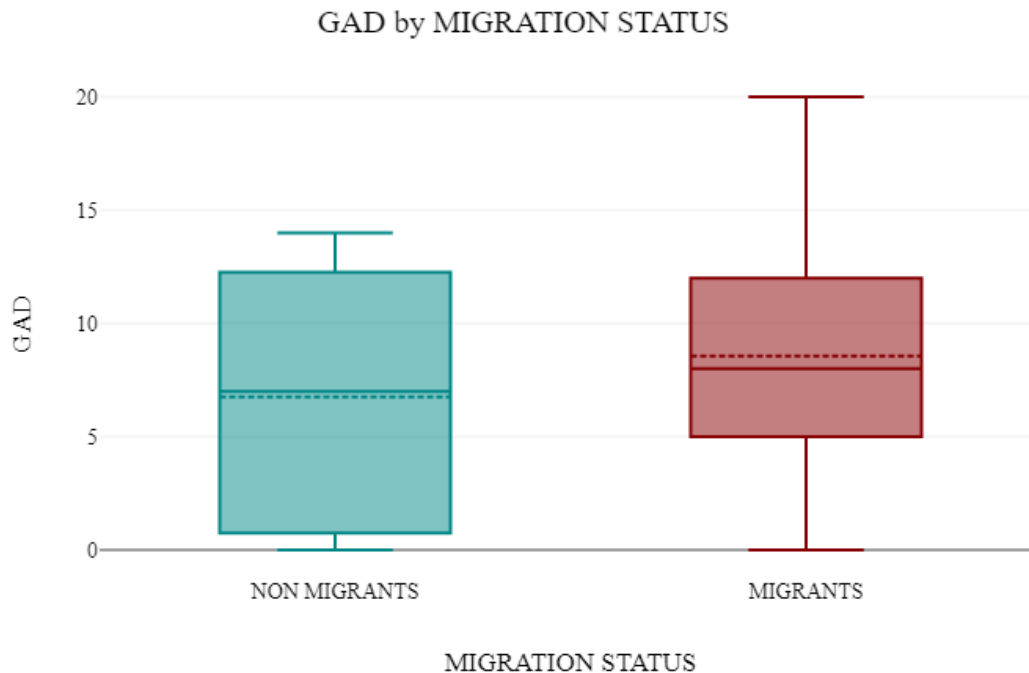 GAD by MIGRATION STATUS
20
15
10
5
0
GAD
NON MIGRANTS
MIGRANTS
MIGRATION STATUS